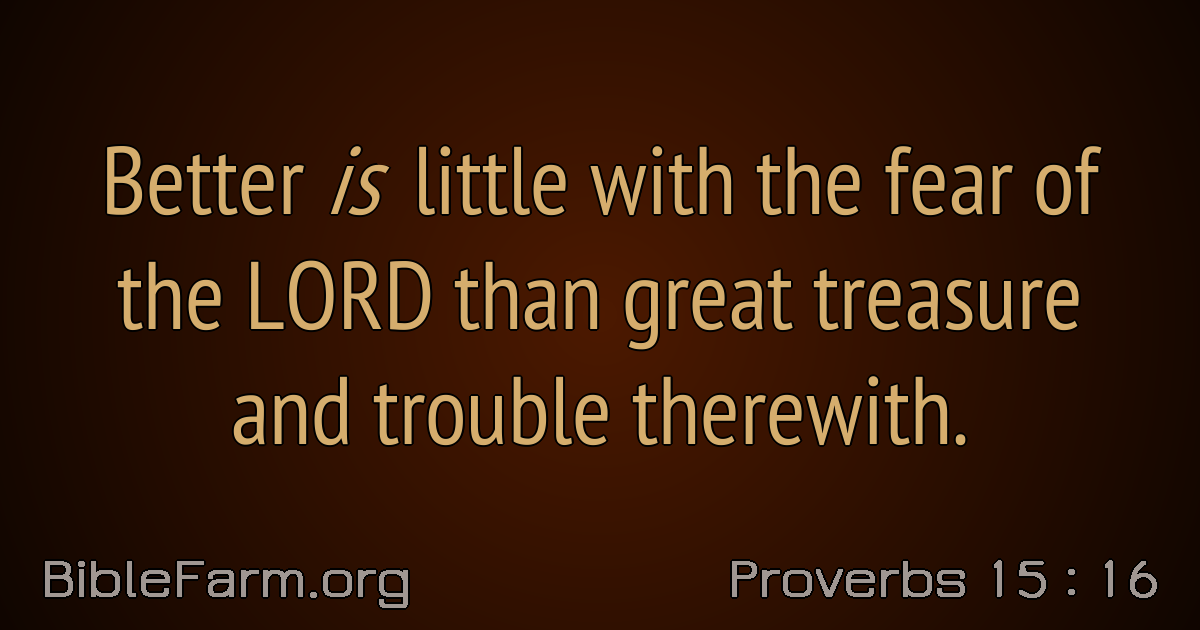 Better is little with the fear of
the LORD than great treasure
and trouble therewith.
BibleFarm.org
Proverbs 15 : 16